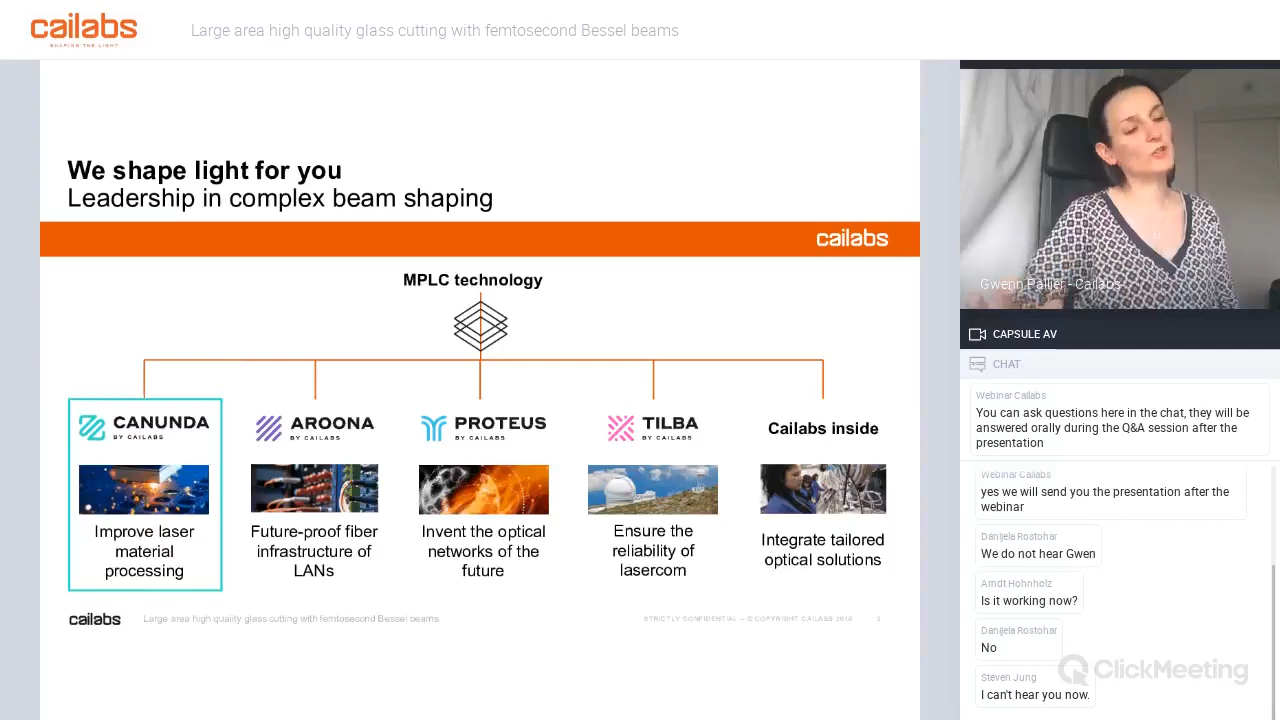 cailabs
SHAPING THE LIGHT
Large area high quality glass cutting with femtosecond Bessel beams
We shape light for you
Leadership in complex beam shaping
cailabs
MPLC technology
CANUNDA
BY CAILABS
Improve laser
material
processing
AROONA
BY CAILABS
Future-proof fiber
infrastructure of
LANs
PROTEUS
BY CAILABS
Invent the optical
networks of the
future
TILBA
BY CAILABS
Ensure the
reliability of
lasercom
Cailabs inside
Integrate tailored
optical solutions
cailabs
Large area high quality glass cutting with femtosecond Bessel beams
STRICTLY CONFIDENTIAL – © COPYRIGHT CAILABS 2019
3
Gwenn Pallier - Cailabs
CAPSULE AV
CHAT
Webinar Cailabs
You can ask questions here in the chat, they will be
answered orally during the Q&A session after the
presentation
Webinar Cailabs
yes we will send you the presentation after the
webinar
Danijela Rostohar
We do not hear Gwen
Arndt Hohnholz
Is it working now?
Danijela Rostohar
No
Steven Jung
I can't hear you now.
ClickMeeting